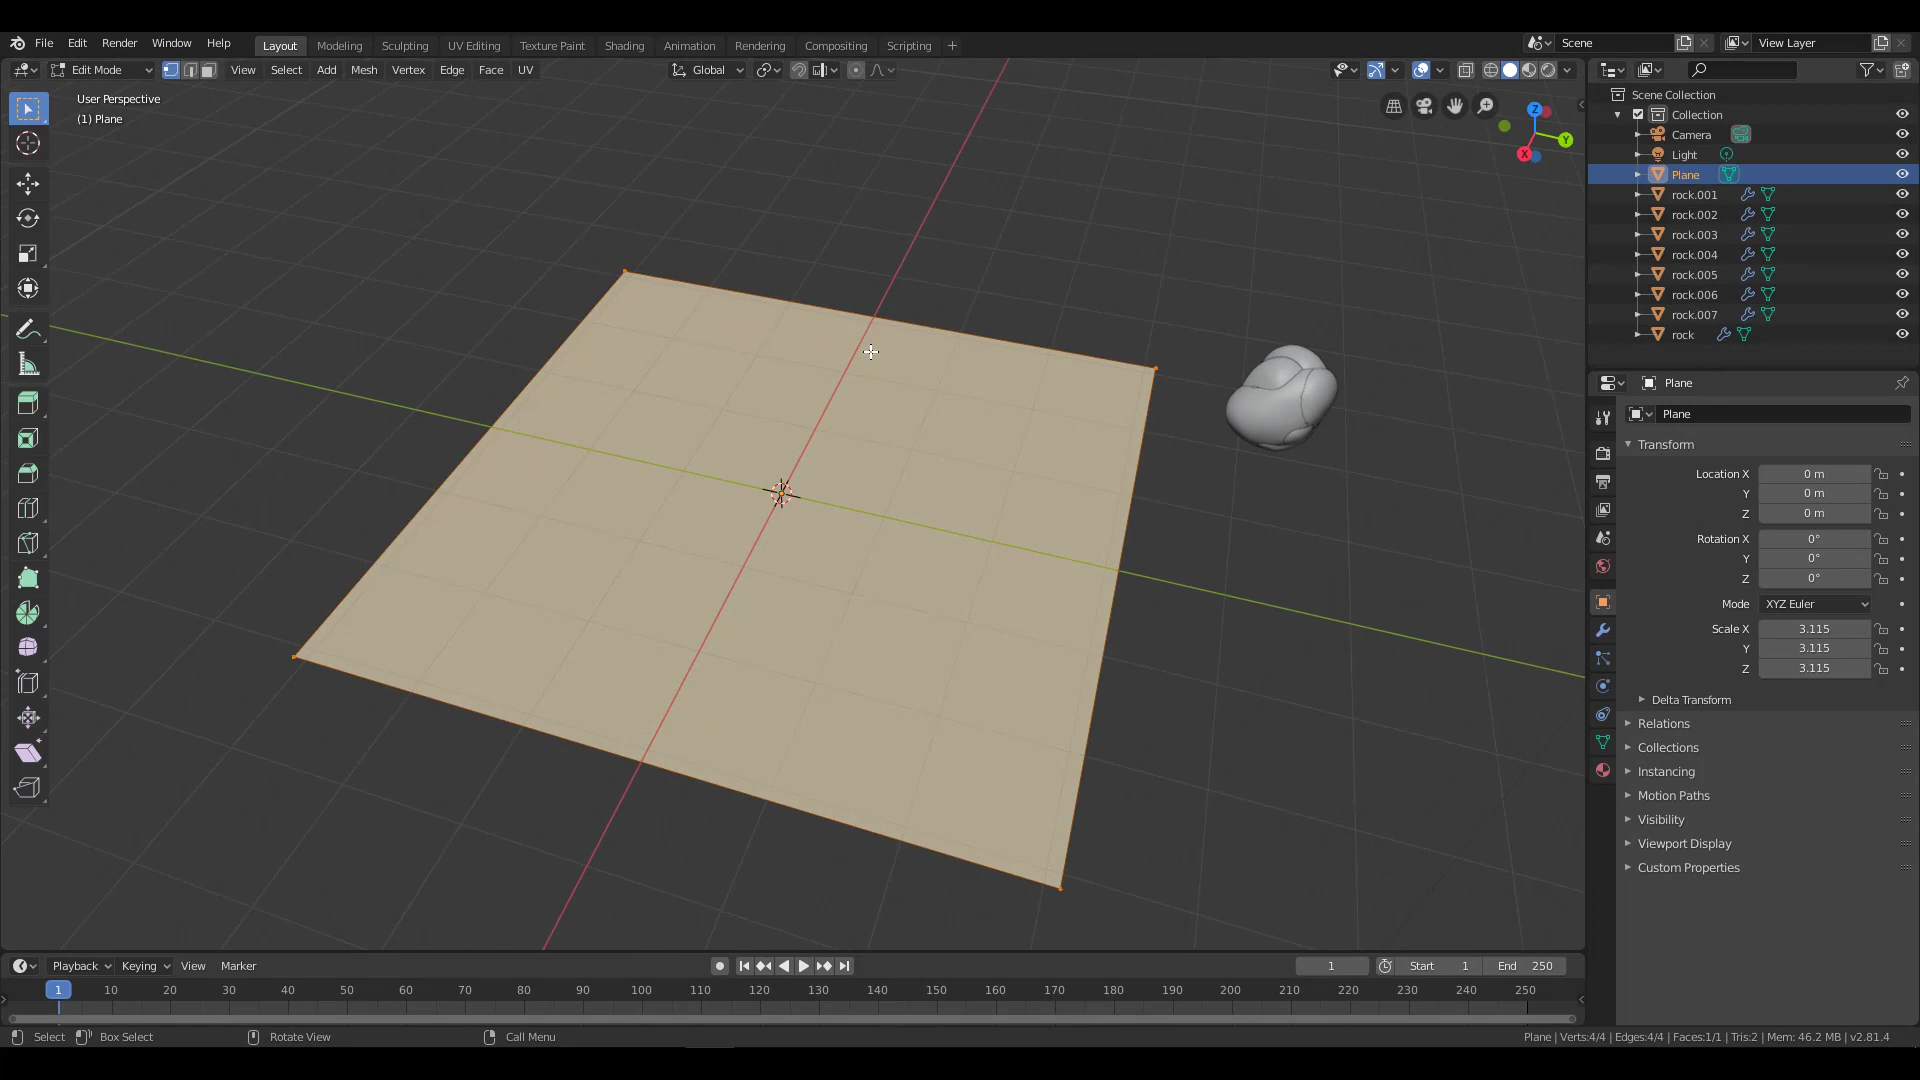 File Edit Render Window Help Layout Modeling Sculpting UV Editing Texture Paint Shading Animation Rendering Compositing Scripting + Scene View Layer
Edit Mode View Select Add Mesh Vertex Edge Face UV Global
User Perspective
(1) Plane
Z
Y
X
Scene Collection
Collection
Camera
Light
Plane
rock.001
rock.002
rock.003
rock.004
rock.005
rock.006
rock.007
rock
Plane
Plane
Transform
Location X 0 m
Y 0 m
Z 0 m
Rotation X 0°
Y 0°
Z 0°
Mode XYZ Euler
Scale X 3.115
Y 3.115
Z 3.115
Delta Transform
Relations
Collections
Instancing
Motion Paths
Visibility
Viewport Display
Custom Properties
Playback Keying View Marker 1 Start 1 End 250
1 10 20 30 40 50 60 70 80 90 100 110 120 130 140 150 160 170 180 190 200 210 220 230 240 250
Select Box Select Rotate View Call Menu Plane | Verts:4/4 | Edges:4/4 | Faces:1/1 | Tris:2 | Mem: 46.2 MB | v2.81.4